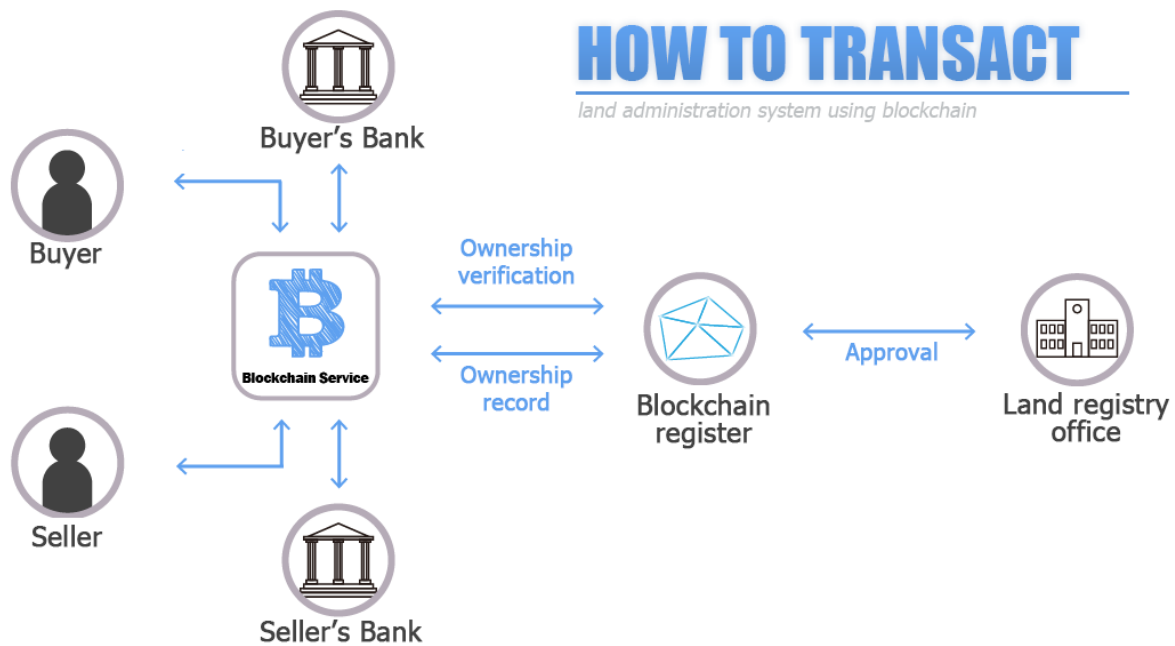 HOW TO TRANSACT
land administration system using blockchain
Buyer's Bank
Buyer
Ownership
verification
Blockchain Service
Ownership
record
Approval
Blockchain
register
Land registry
office
Seller
Seller's Bank